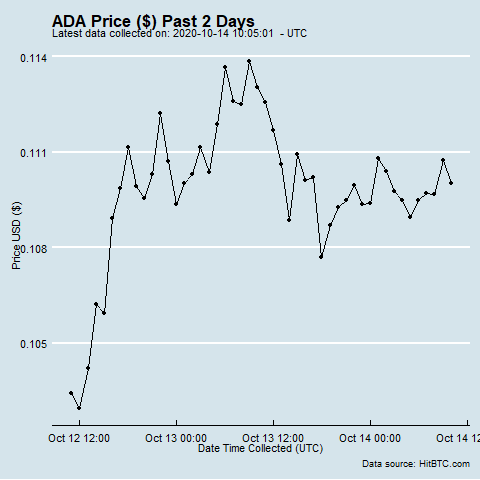 ADA Price ($) Past 2 Days
Latest data collected on: 2020-10-14 10:05:01 - UTC
0.114
0.111
0.108
0.105
Price USD ($)
Oct 12 12:00 Oct 13 00:00 Oct 13 12:00 Oct 14 00:00 Oct 14 12
Date Time Collected (UTC)
Data source: HitBTC.com